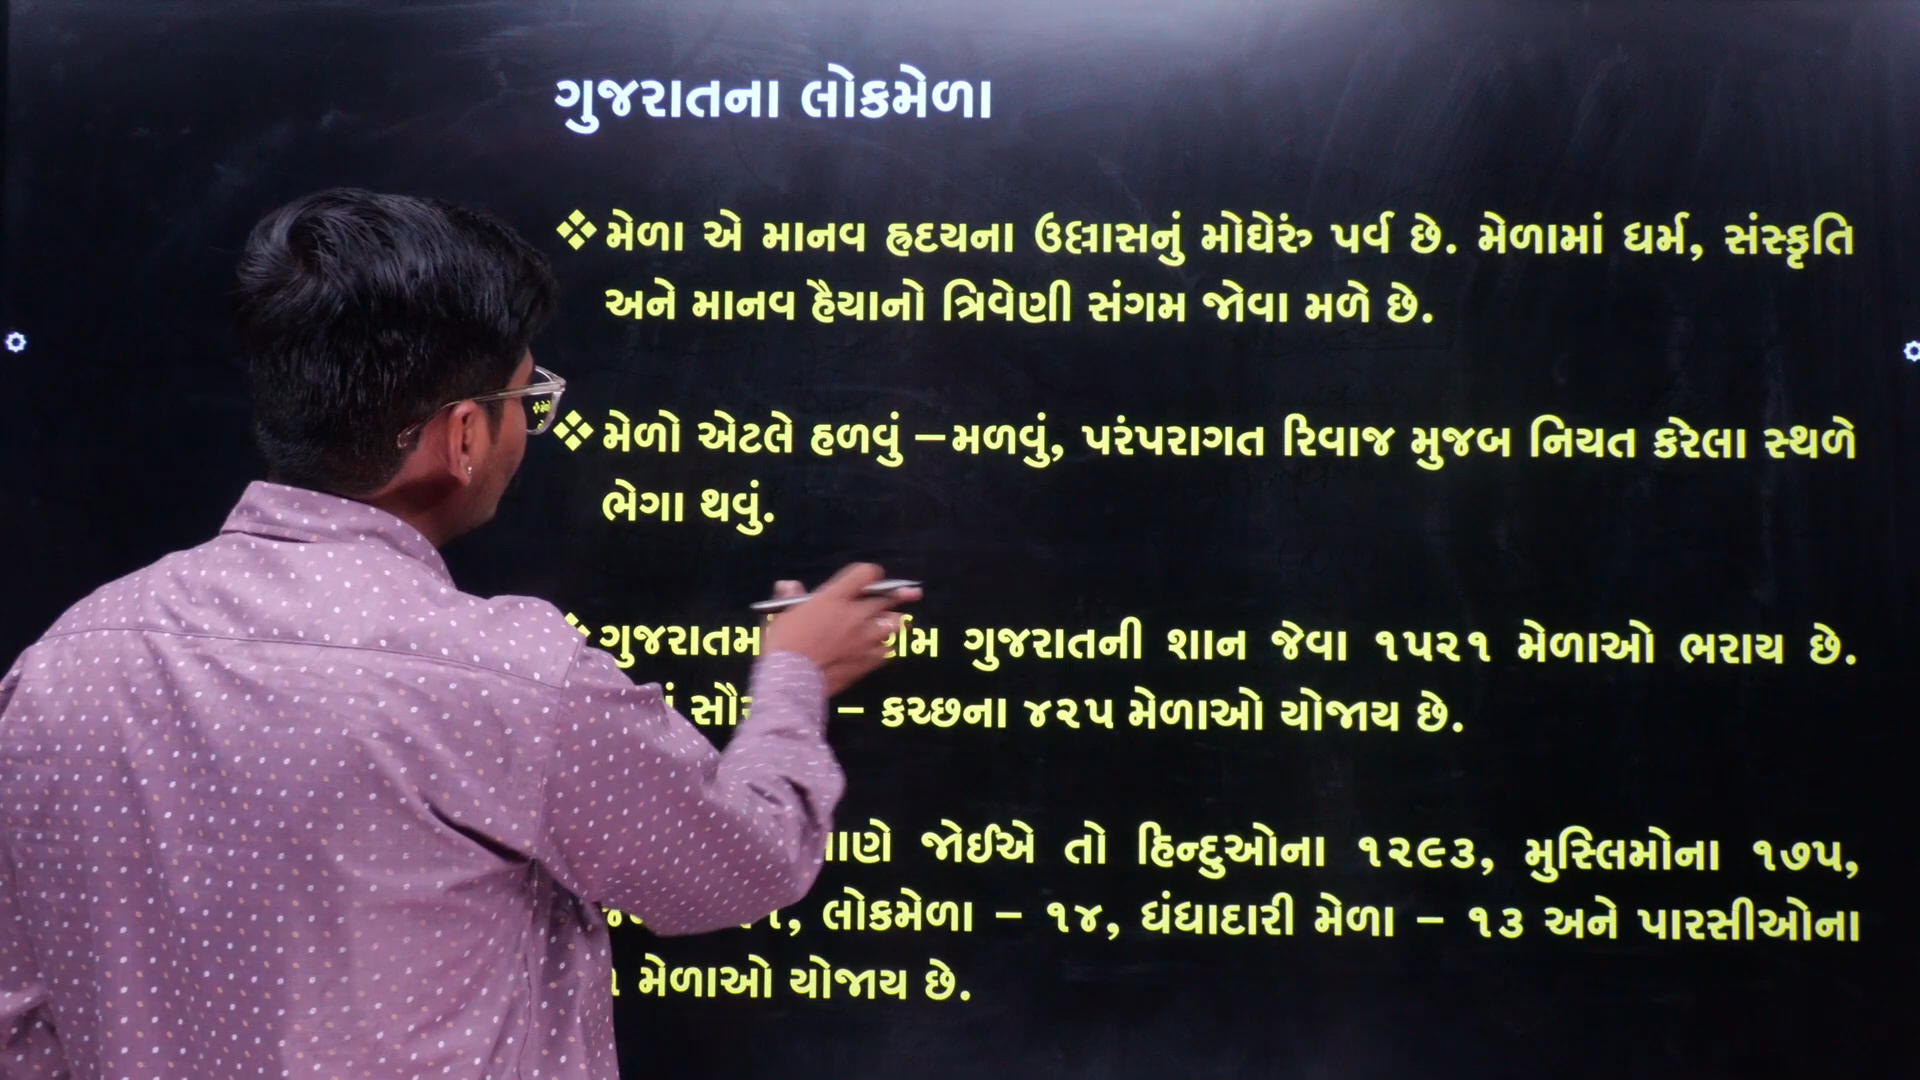 ગુજરાતના લોકમેળા
❖મેળા એ માનવ હૃદયના ઉલ્લાસનું મોઘેરું પર્વ છે. મેળામાં ધર્મ, સંસ્કૃતિ
અને માનવ હૈયાનો ત્રિવેણી સંગમ જોવા મળે છે.
❖મેળો એટલે હળવું –મળવું, પરંપરાગત રિવાજ મુજબ નિયત કરેલા સ્થળે
ભેગા થવું.
❖ ગુજરાતની શાન જેવા ૧૫૨૧ મેળાઓ ભરાય છે.
– કચ્છના ૪૨૫ મેળાઓ યોજાય છે.
જોઈએ તો હિન્દુઓના ૧૨૯૩, મુસ્લિમોના ૧૭૫,
લોકમેળા – ૧૪, ધંધાદારી મેળા – ૧૩ અને પારસીઓના
મેળાઓ યોજાય છે.